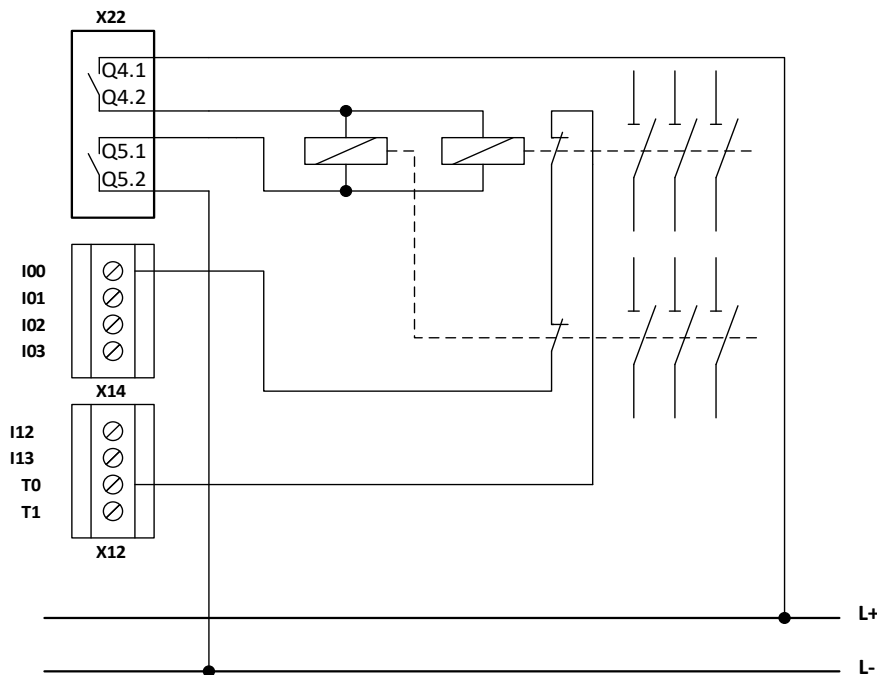 X22
Q4.1
Q4.2
Q5.1
Q5.2
I00
I01
I02
I03
X14
I12
I13
T0
T1
X12
L+
L-